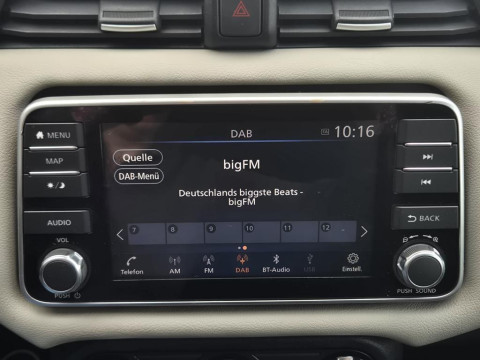 DAB 10:16
MENU
MAP
AUDIO
VOL
PUSH
Quelle
DAB-Menü
bigFM
Deutschlands biggste Beats -
bigFM
7 8 9 10 11 12
Telefon AM FM DAB BT-Audio USB Einstell.
BACK
PUSH SOUND